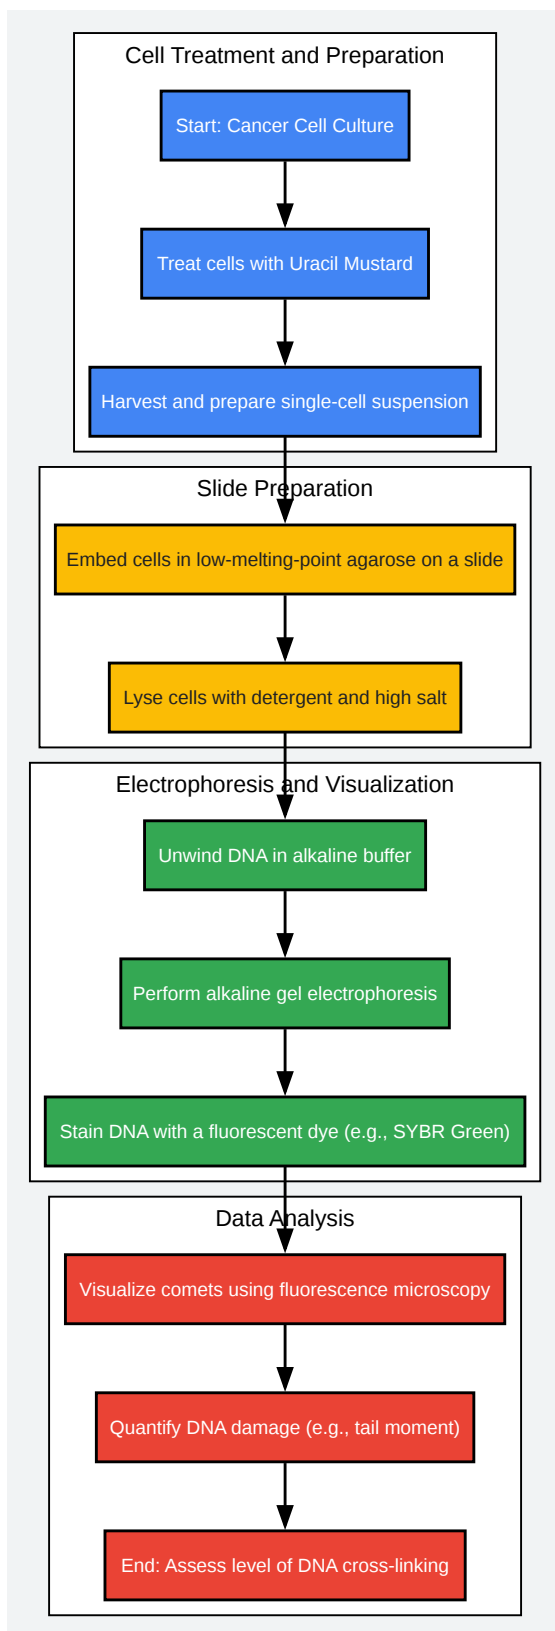 Cell Treatment and Preparation
Start: Cancer Cell Culture
Treat cells with Uracil Mustard
Harvest and prepare single-cell suspension
Slide Preparation
Embed cells in low-melting-point agarose on a slide
Lyse cells with detergent and high salt
Electrophoresis and Visualization
Unwind DNA in alkaline buffer
Perform alkaline gel electrophoresis
Stain DNA with a fluorescent dye (e.g., SYBR Green)
Data Analysis
Visualize comets using fluorescence microscopy
Quantify DNA damage (e.g., tail moment)
End: Assess level of DNA cross-linking